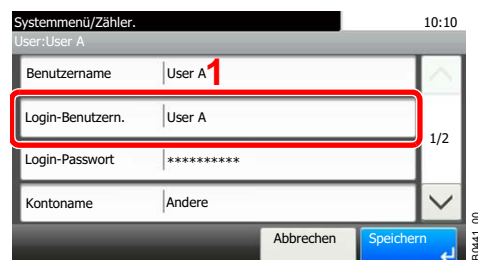 Systemmenü/Zähler. 10:10
User:User A
Benutzername User A 1
Login-Benutzern. User A
1/2
Login-Passwort **********
Kontoname Andere
Abbrechen Speichern
B0441_00